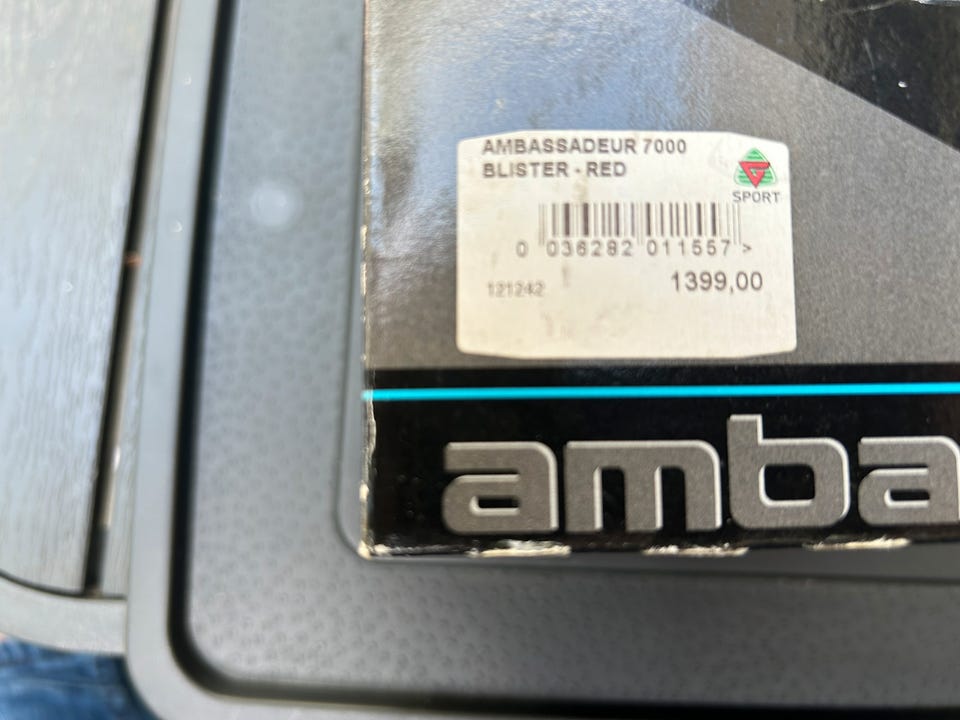 AMBASSADEUR 7000
BLISTER - RED
G
SPORT
0 036282 011557 >
121242
1399,00
amba